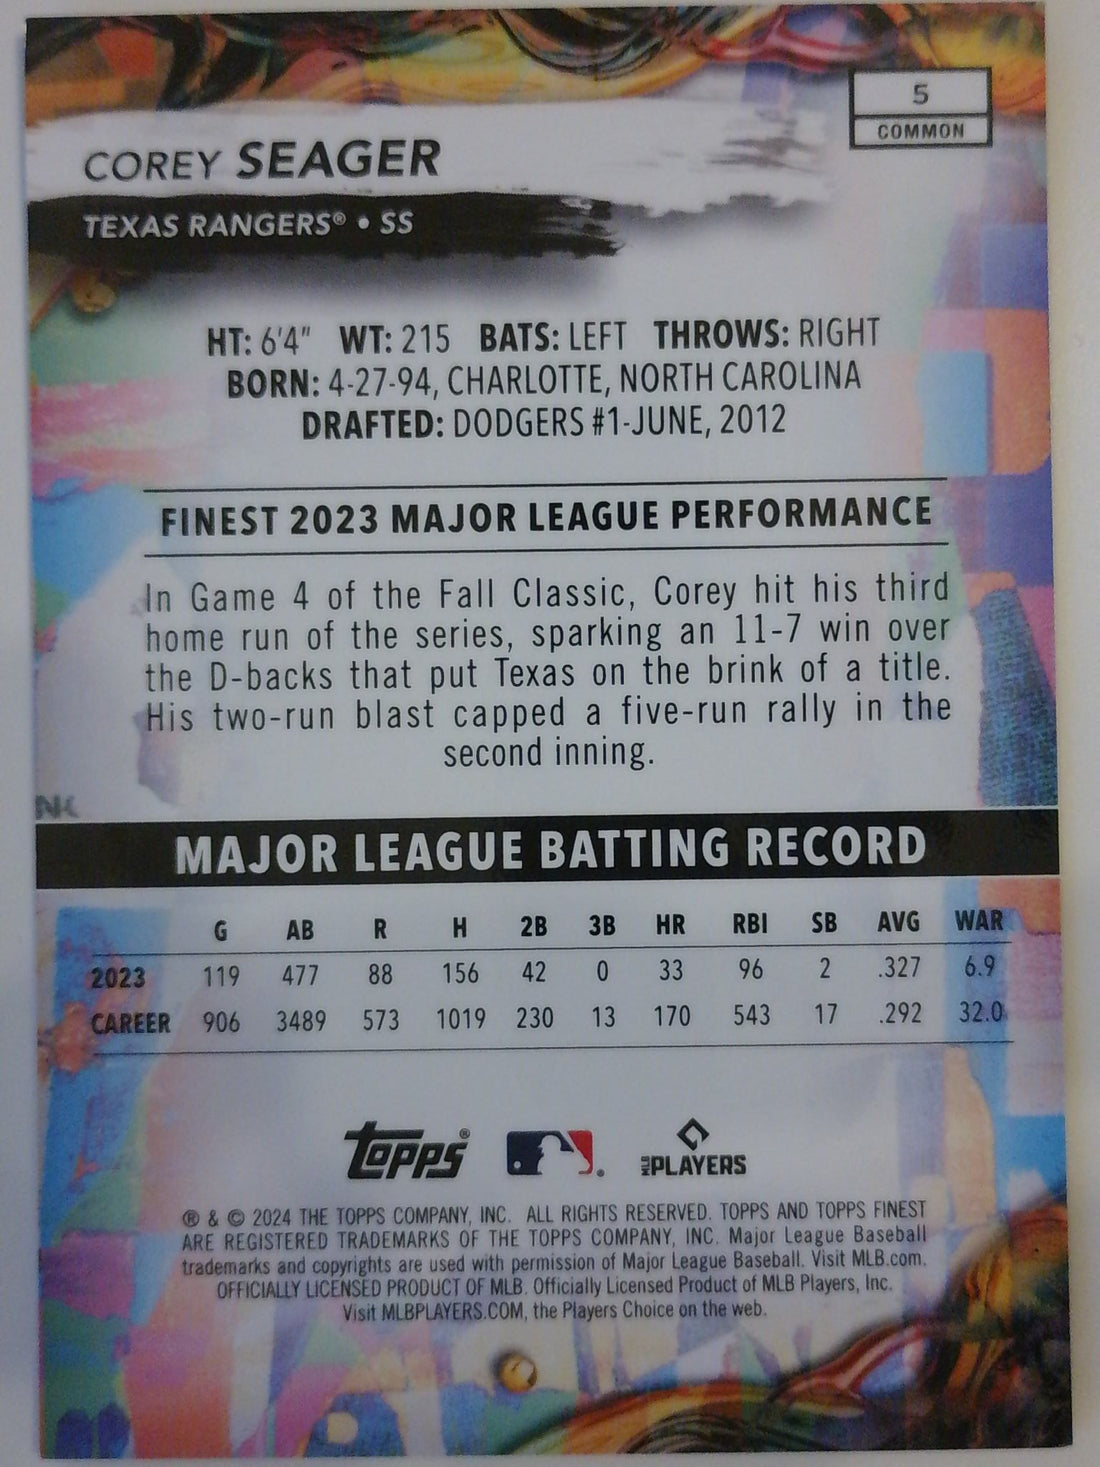 5
COMMON
COREY SEAGER
TEXAS RANGERS® • SS
HT: 6'4" WT: 215 BATS: LEFT THROWS: RIGHT
BORN: 4-27-94, CHARLOTTE, NORTH CAROLINA
DRAFTED: DODGERS #1-JUNE, 2012
FINEST 2023 MAJOR LEAGUE PERFORMANCE
In Game 4 of the Fall Classic, Corey hit his third
home run of the series, sparking an 11-7 win over
the D-backs that put Texas on the brink of a title.
His two-run blast capped a five-run rally in the
second inning.
MAJOR LEAGUE BATTING RECORD
G AB R H 2B 3B HR RBI SB AVG WAR
2023 119 477 88 156 42 0 33 96 2 .327 6.9
CAREER 906 3489 573 1019 230 13 170 543 17 .292 32.0
Topps® ® MLB PLAYERS
® & © 2024 THE TOPPS COMPANY, INC. ALL RIGHTS RESERVED. TOPPS AND TOPPS FINEST
ARE REGISTERED TRADEMARKS OF THE TOPPS COMPANY, INC. Major League Baseball
trademarks and copyrights are used with permission of Major League Baseball. Visit MLB.com.
OFFICIALLY LICENSED PRODUCT OF MLB. Officially Licensed Product of MLB Players, Inc.
Visit MLBPLAYERS.COM, the Players Choice on the web.